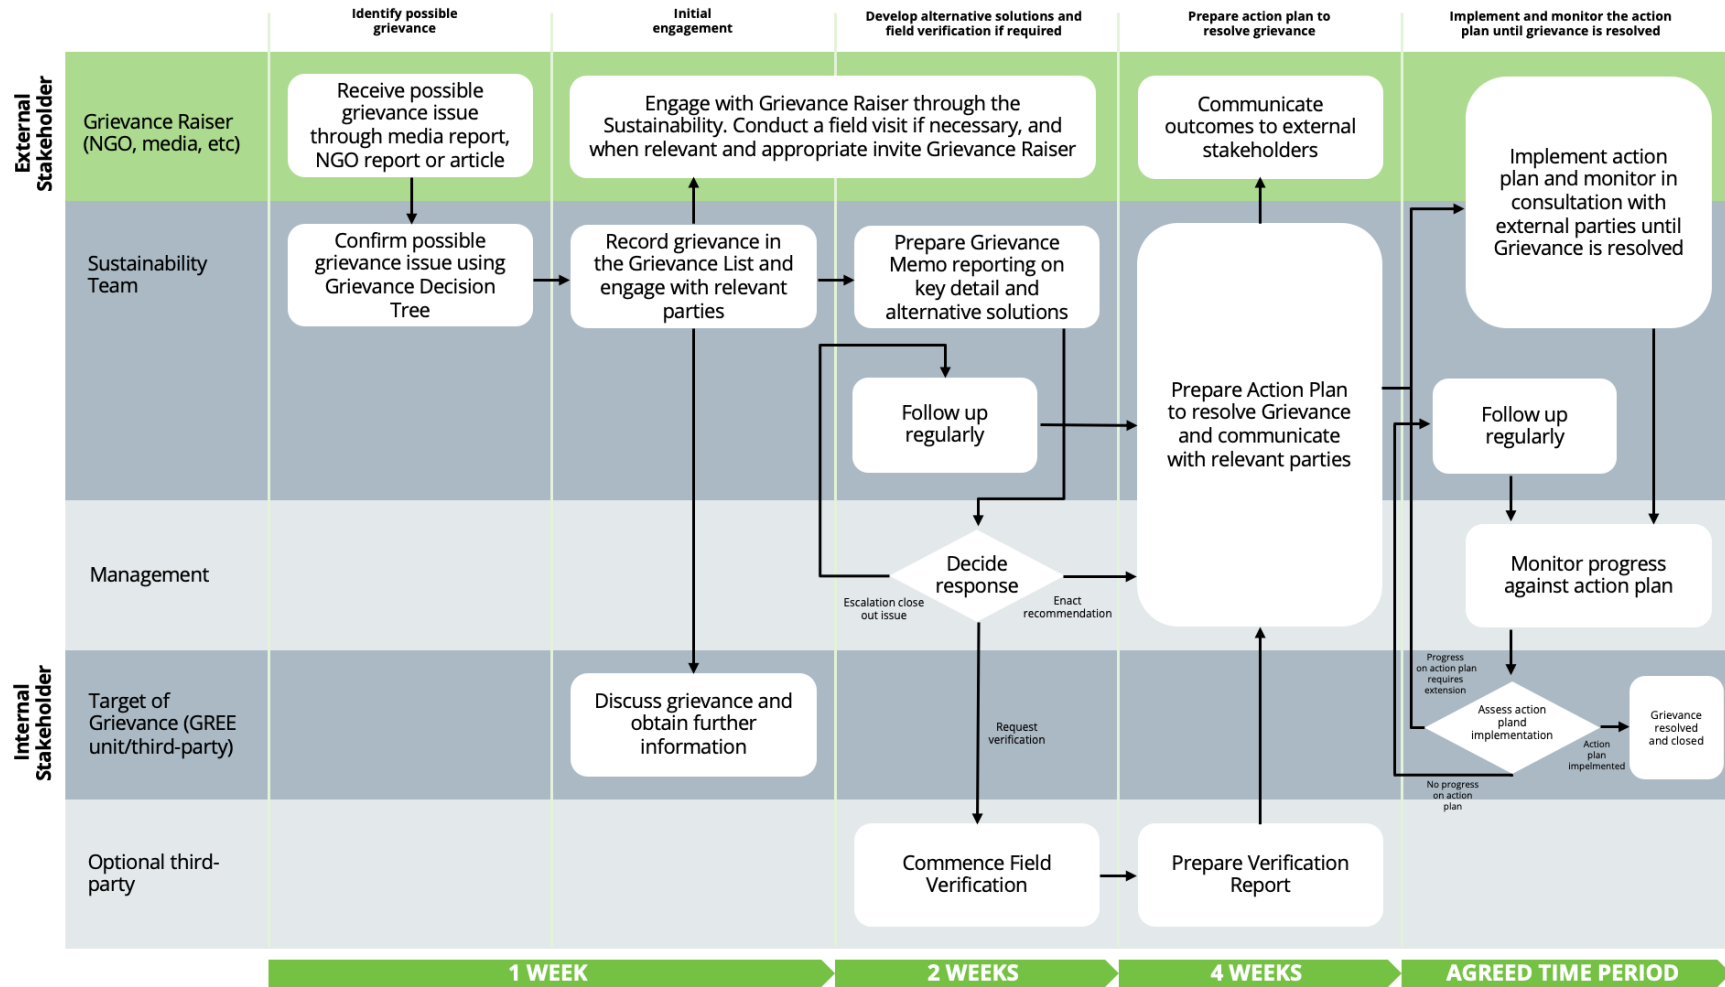 Identify possible
grievance
Initial
engagement
Develop alternative solutions and
field verification if required
Prepare action plan to
resolve grievance
Implement and monitor the action
plan until grievance is resolved
External
Stakeholder
Grievance Raiser
(NGO, media, etc)
Receive possible
grievance issue
through media report,
NGO report or article
Engage with Grievance Raiser through the
Sustainability. Conduct a field visit if necessary, and
when relevant and appropriate invite Grievance Raiser
Communicate
outcomes to external
stakeholders
Implement action
plan and monitor in
consultation with
external parties until
Grievance is resolved
Sustainability
Team
Confirm possible
grievance issue using
Grievance Decision
Tree
Record grievance in
the Grievance List and
engage with relevant
parties
Prepare Grievance
Memo reporting on
key detail and
alternative solutions
Follow up
regularly
Prepare Action Plan
to resolve Grievance
and communicate
with relevant parties
Follow up
regularly
Management
Decide
response
Escalation close
out issue
Enact
recommendation
Monitor progress
against action plan
Internal
Stakeholder
Target of
Grievance (GREE
unit/third-party)
Discuss grievance and
obtain further
information
Request
verification
Progress
on action plan
requires
extension
Assess action
pland
implementation
Action
plan
impelmented
Grievance
resolved
and closed
No progress
on action
plan
Optional third-
party
Commence Field
Verification
Prepare Verification
Report
1 WEEK
2 WEEKS
4 WEEKS
AGREED TIME PERIOD